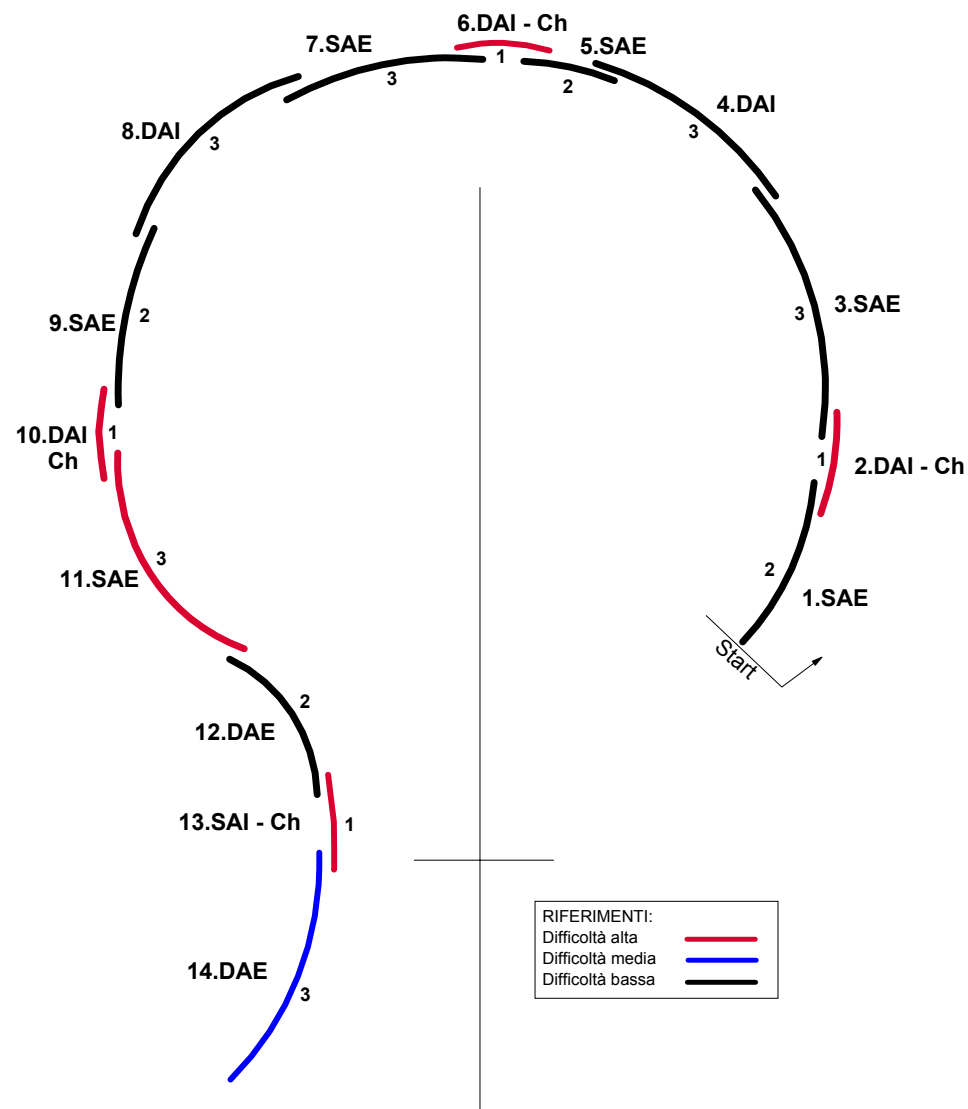 6.DAI - Ch
7.SAE
5.SAE
1
3
2
4.DAI
8.DAI
3
3
9.SAE
2
3.SAE
3
10.DAI
Ch
1
2.DAI - Ch
1
11.SAE
3
1.SAE
2
Start
12.DAE
2
13.SAI - Ch
1
14.DAE
3
RIFERIMENTI:
Difficoltà alta
Difficoltà media
Difficoltà bassa